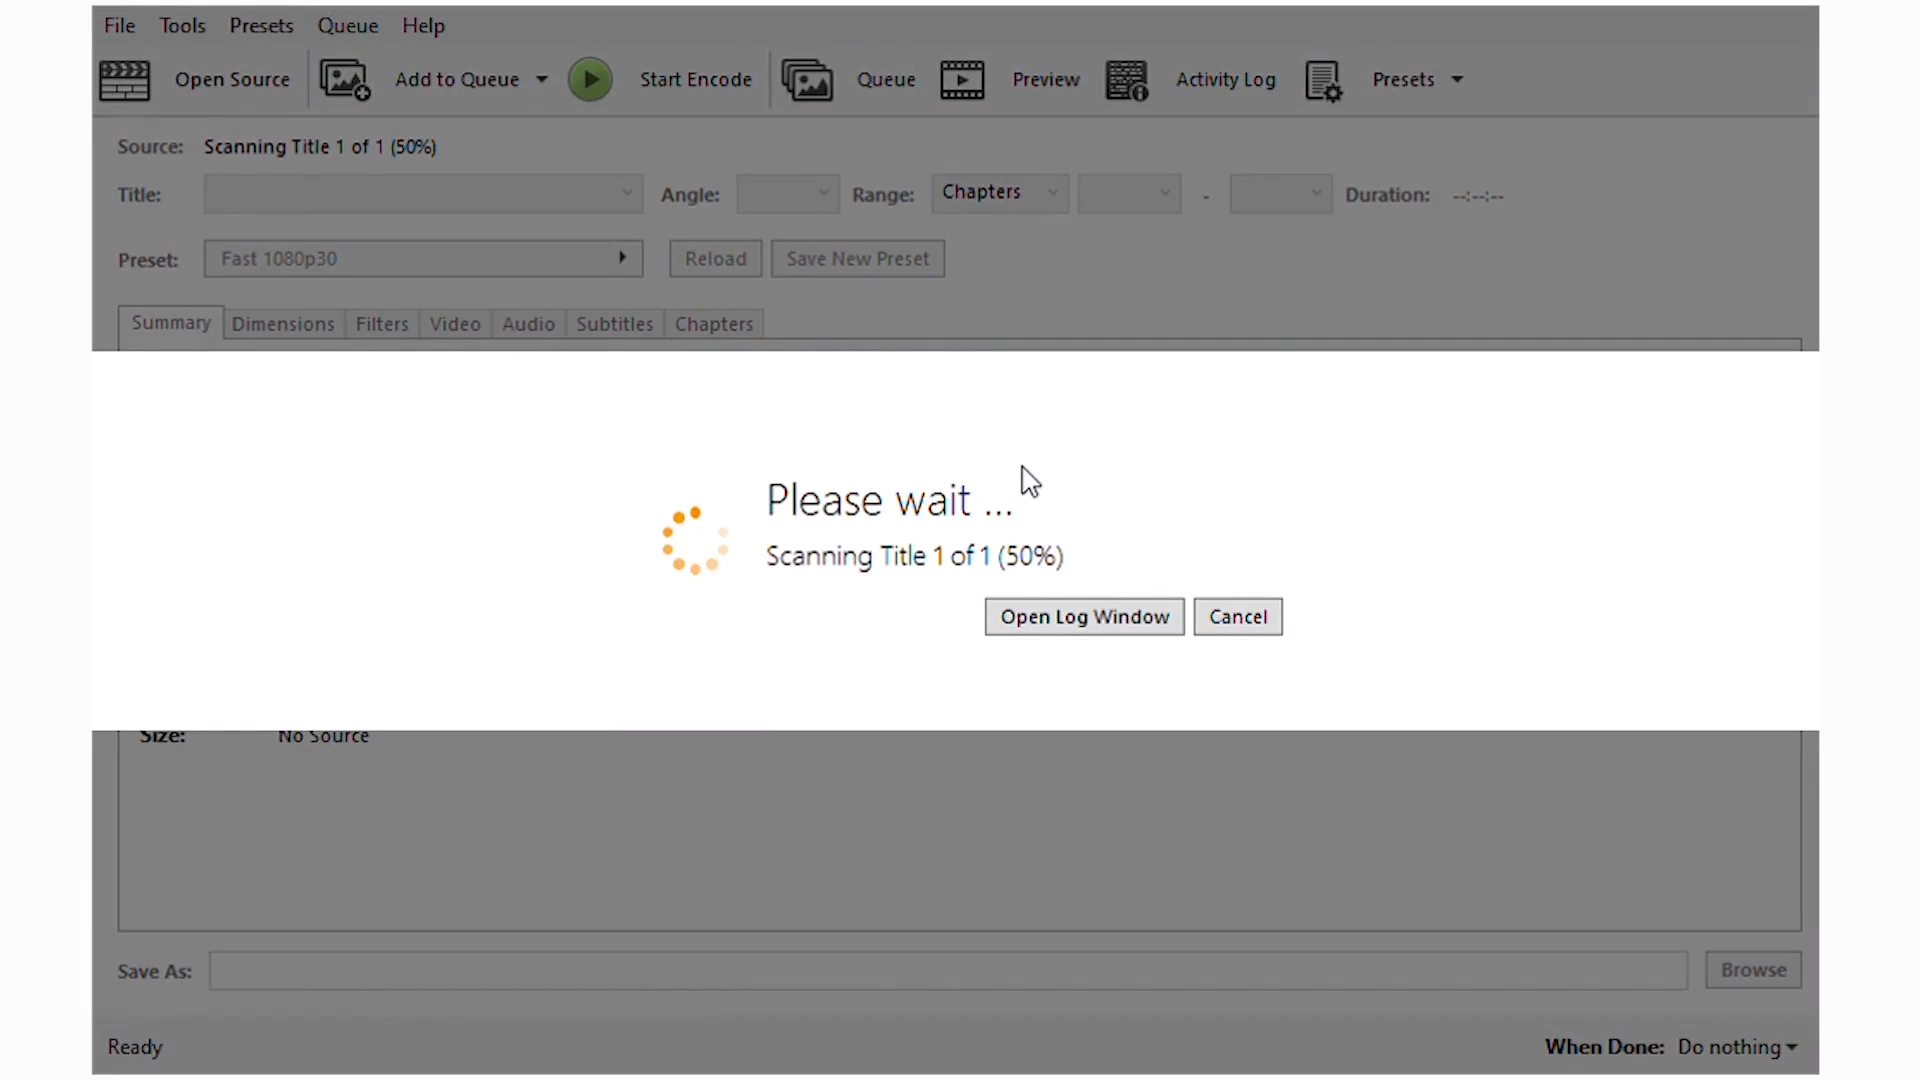 File Tools Presets Queue Help
Open Source Add to Queue Start Encode Queue Preview Activity Log Presets
Source: Scanning Title 1 of 1 (50%)
Title: Angle: Range: Chapters - Duration: --:--:--
Preset: Fast 1080p30 Reload Save New Preset
Summary Dimensions Filters Video Audio Subtitles Chapters
Please wait ...
Scanning Title 1 of 1 (50%)
Open Log Window Cancel
Size: No Source
Save As: Browse
Ready When Done: Do nothing